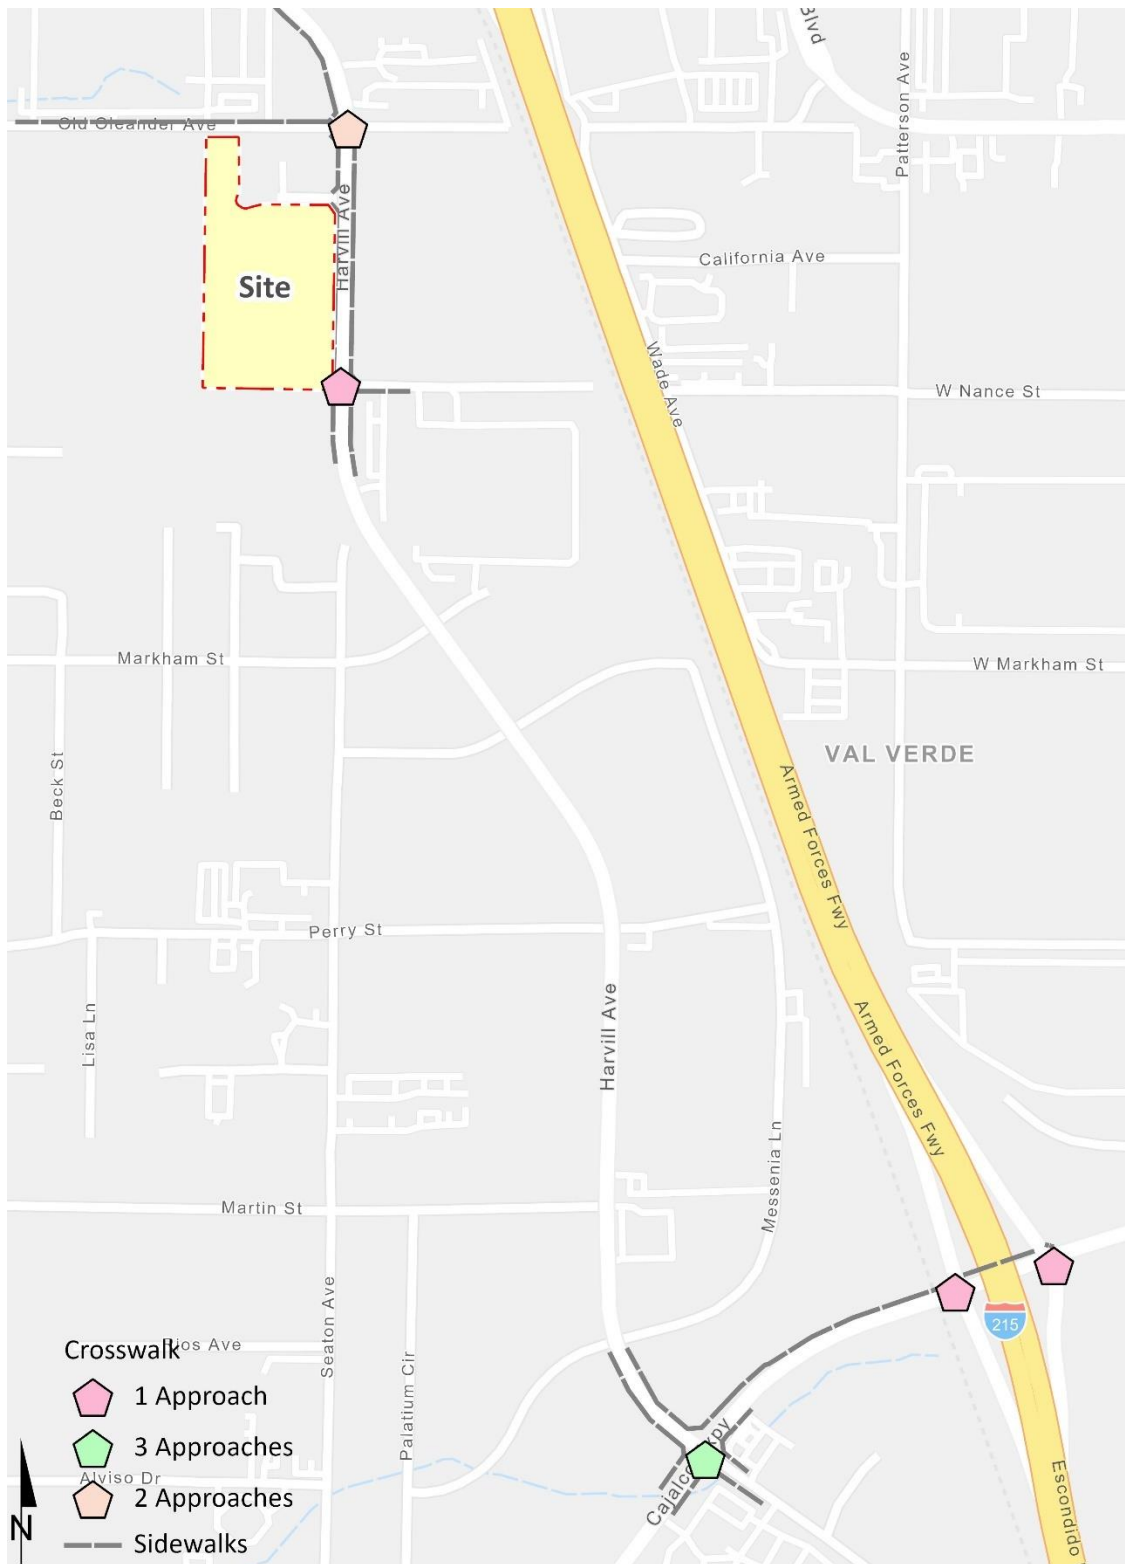 Blvd
Old Oleander Ave
Patterson Ave
Harvill Ave
California Ave
Site
Wade Ave
W Nance St
Markham St
W Markham St
VAL VERDE
Beck St
Armed Forces Fwy
Perry St
Harvill Ave
Lisa Ln
Armed Forces Fwy
Messenia Ln
Martin St
Seaton Ave
215
Palatium Cir
Crosswalk
1 Approach
3 Approaches
Alviso Dr
2 Approaches
Escondido
N
Sidewalks